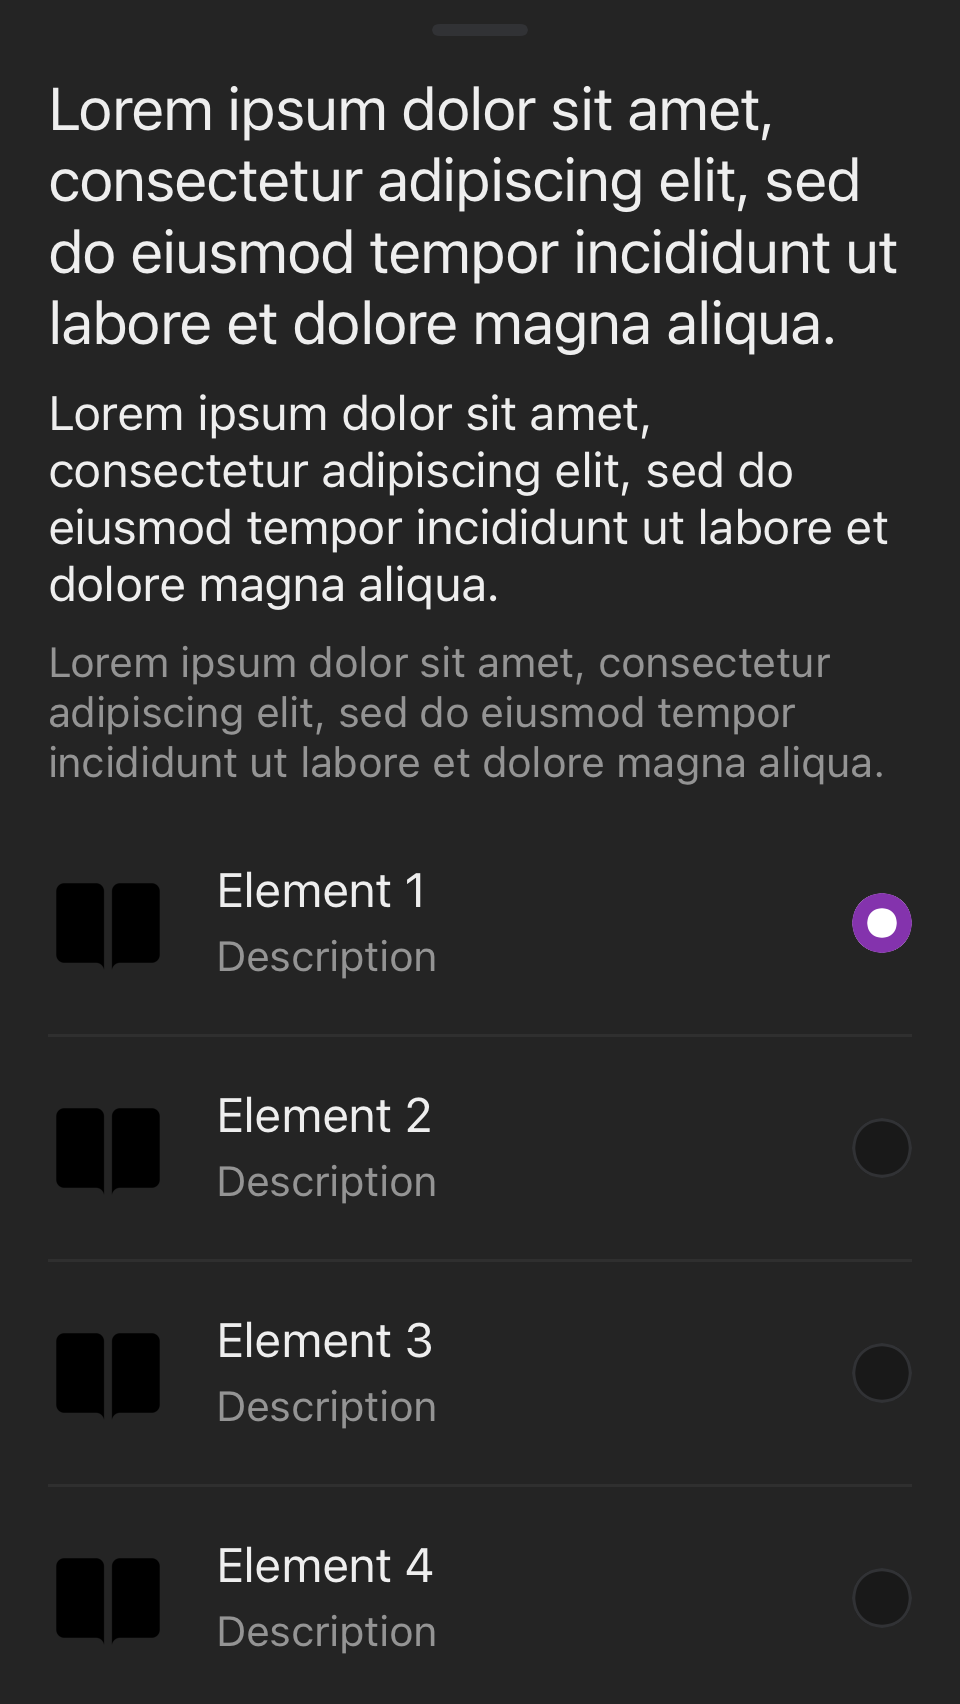 Lorem ipsum dolor sit amet,
consectetur adipiscing elit, sed
do eiusmod tempor incididunt ut
labore et dolore magna aliqua.
Lorem ipsum dolor sit amet,
consectetur adipiscing elit, sed do
eiusmod tempor incididunt ut labore et
dolore magna aliqua.
Lorem ipsum dolor sit amet, consectetur
adipiscing elit, sed do eiusmod tempor
incididunt ut labore et dolore magna aliqua.
Element 1
Description
Element 2
Description
Element 3
Description
Element 4
Description